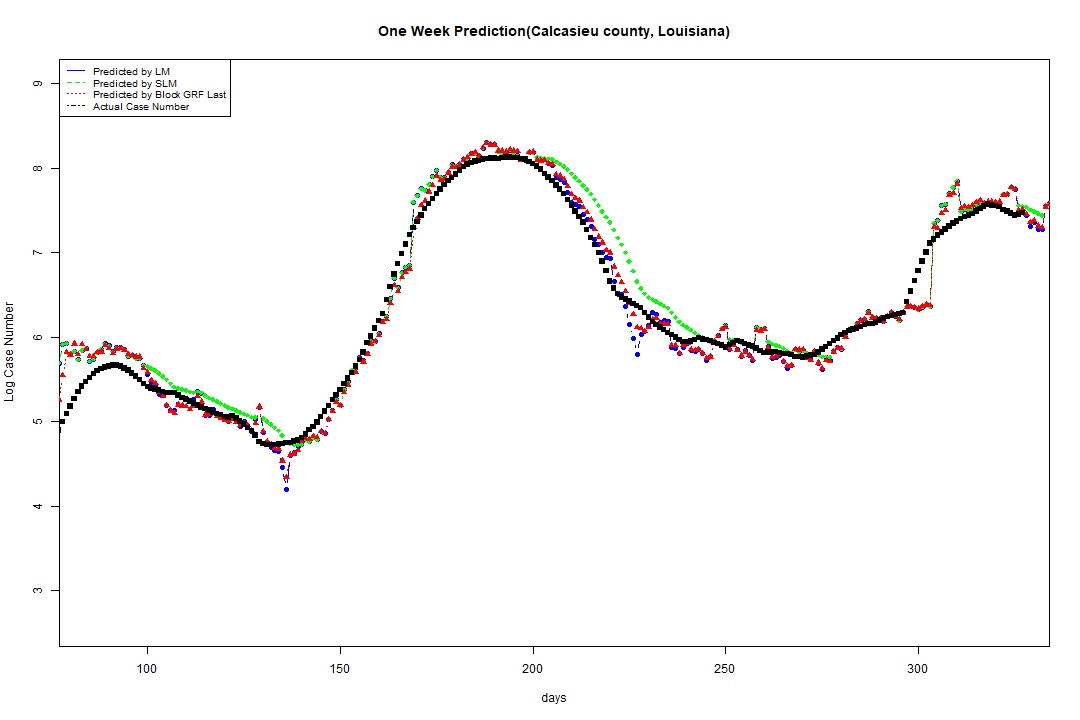 One Week Prediction(Calcasieu county, Louisiana)
Predicted by LM
Predicted by SLM
Predicted by Block GRF Last
Actual Case Number
9
8
7
6
5
4
3
Log Case Number
100 150 200 250 300
days